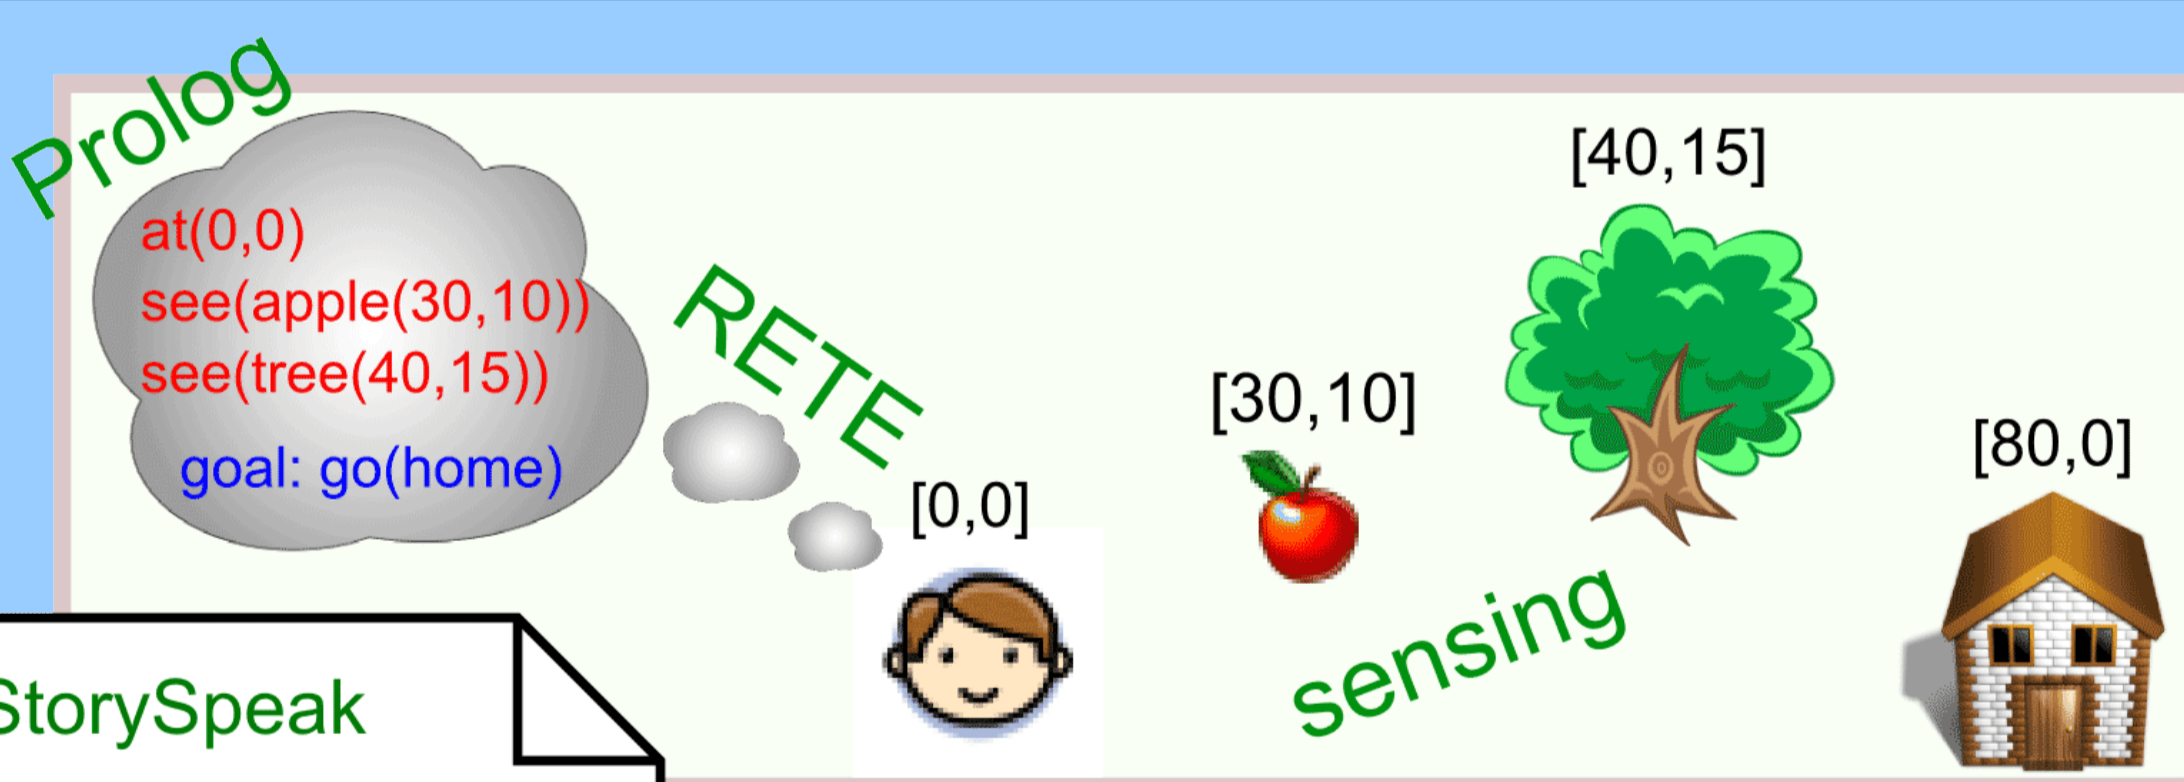 Prolog
at(0,0)
see(apple(30,10))
see(tree(40,15))
goal: go(home)
RETE
[0,0]
[30,10]
[40,15]
[80,0]
sensing
StorySpeak